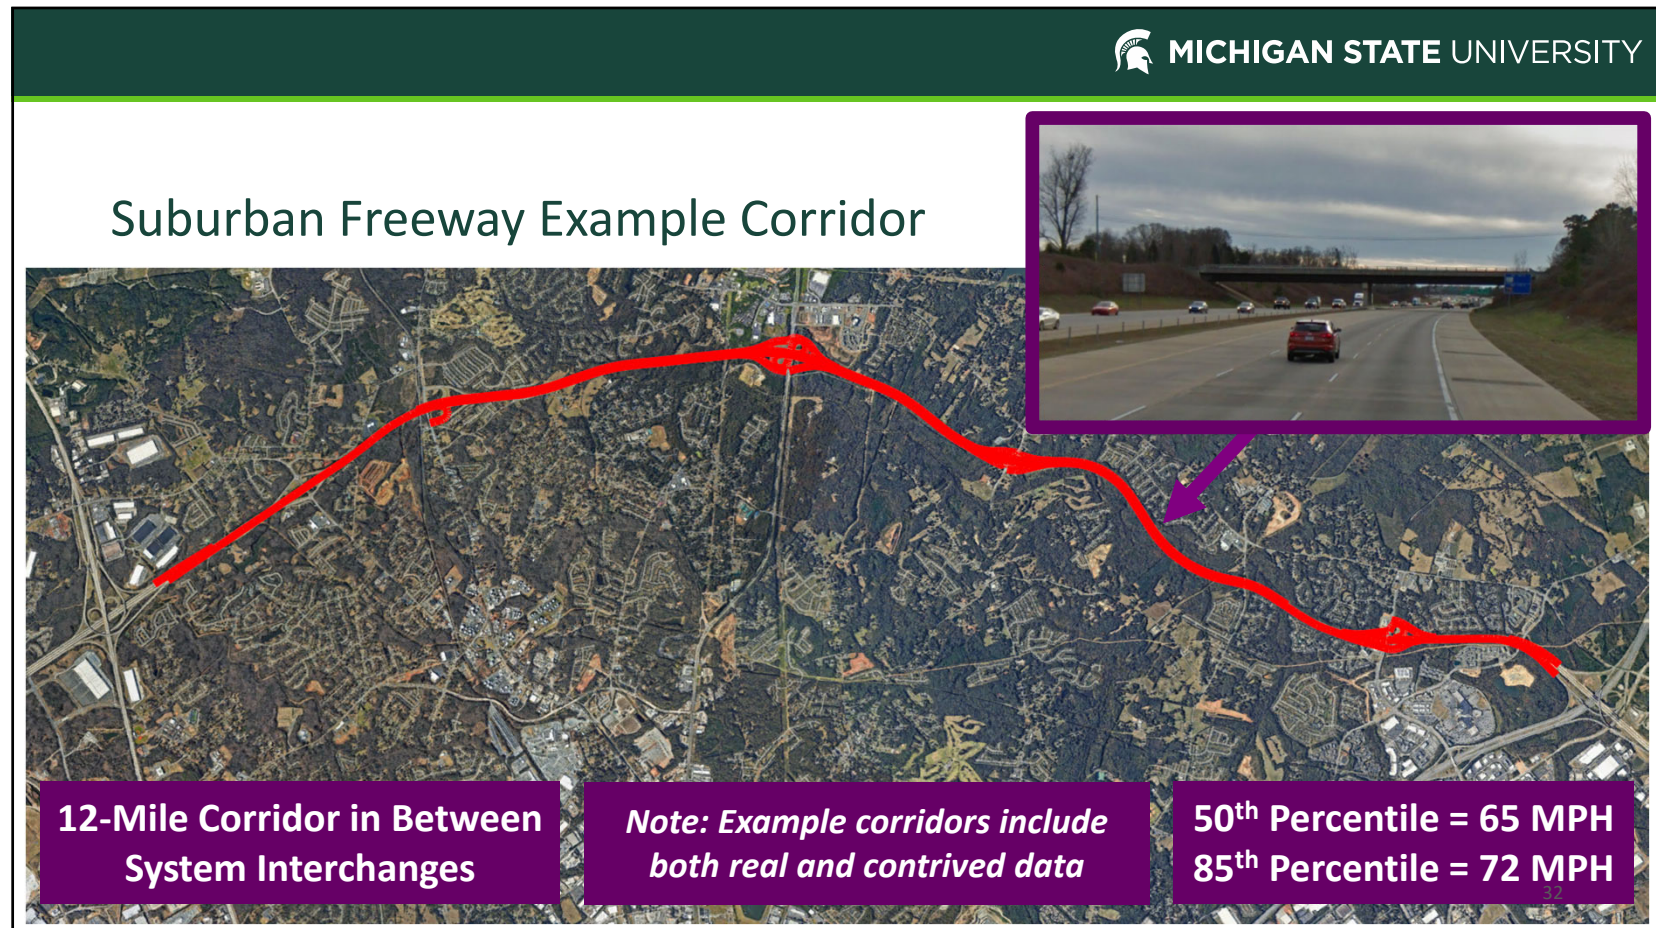 MICHIGAN STATE UNIVERSITY
Suburban Freeway Example Corridor
12-Mile Corridor in Between
System Interchanges
Note: Example corridors include
both real and contrived data
50th Percentile = 65 MPH
85th Percentile = 72 MPH
32